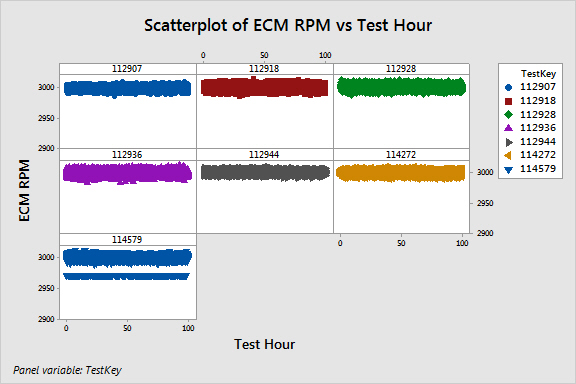 Scatterplot of ECM RPM vs Test Hour
0 50 100
112907 112918 112928
3000
2950
2900
112936 112944 114272
3000
2950
2900
0 50 100
114579
3000
2950
2900
0 50 100
ECM RPM
Test Hour
TestKey
112907
112918
112928
112936
112944
114272
114579
Panel variable: TestKey